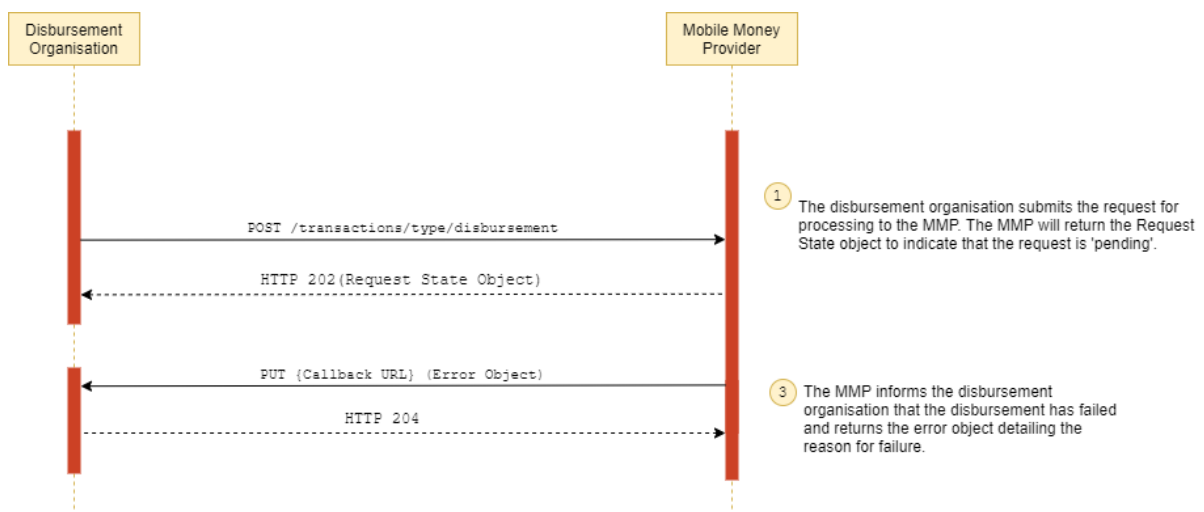 Disbursement
Organisation
Mobile Money
Provider
1
The disbursement organisation submits the request for
processing to the MMP. The MMP will return the Request
State object to indicate that the request is 'pending'.
POST /transactions/type/disbursement
HTTP 202(Request State Object)
PUT {Callback URL} (Error Object)
3
The MMP informs the disbursement
organisation that the disbursement has failed
and returns the error object detailing the
reason for failure.
HTTP 204